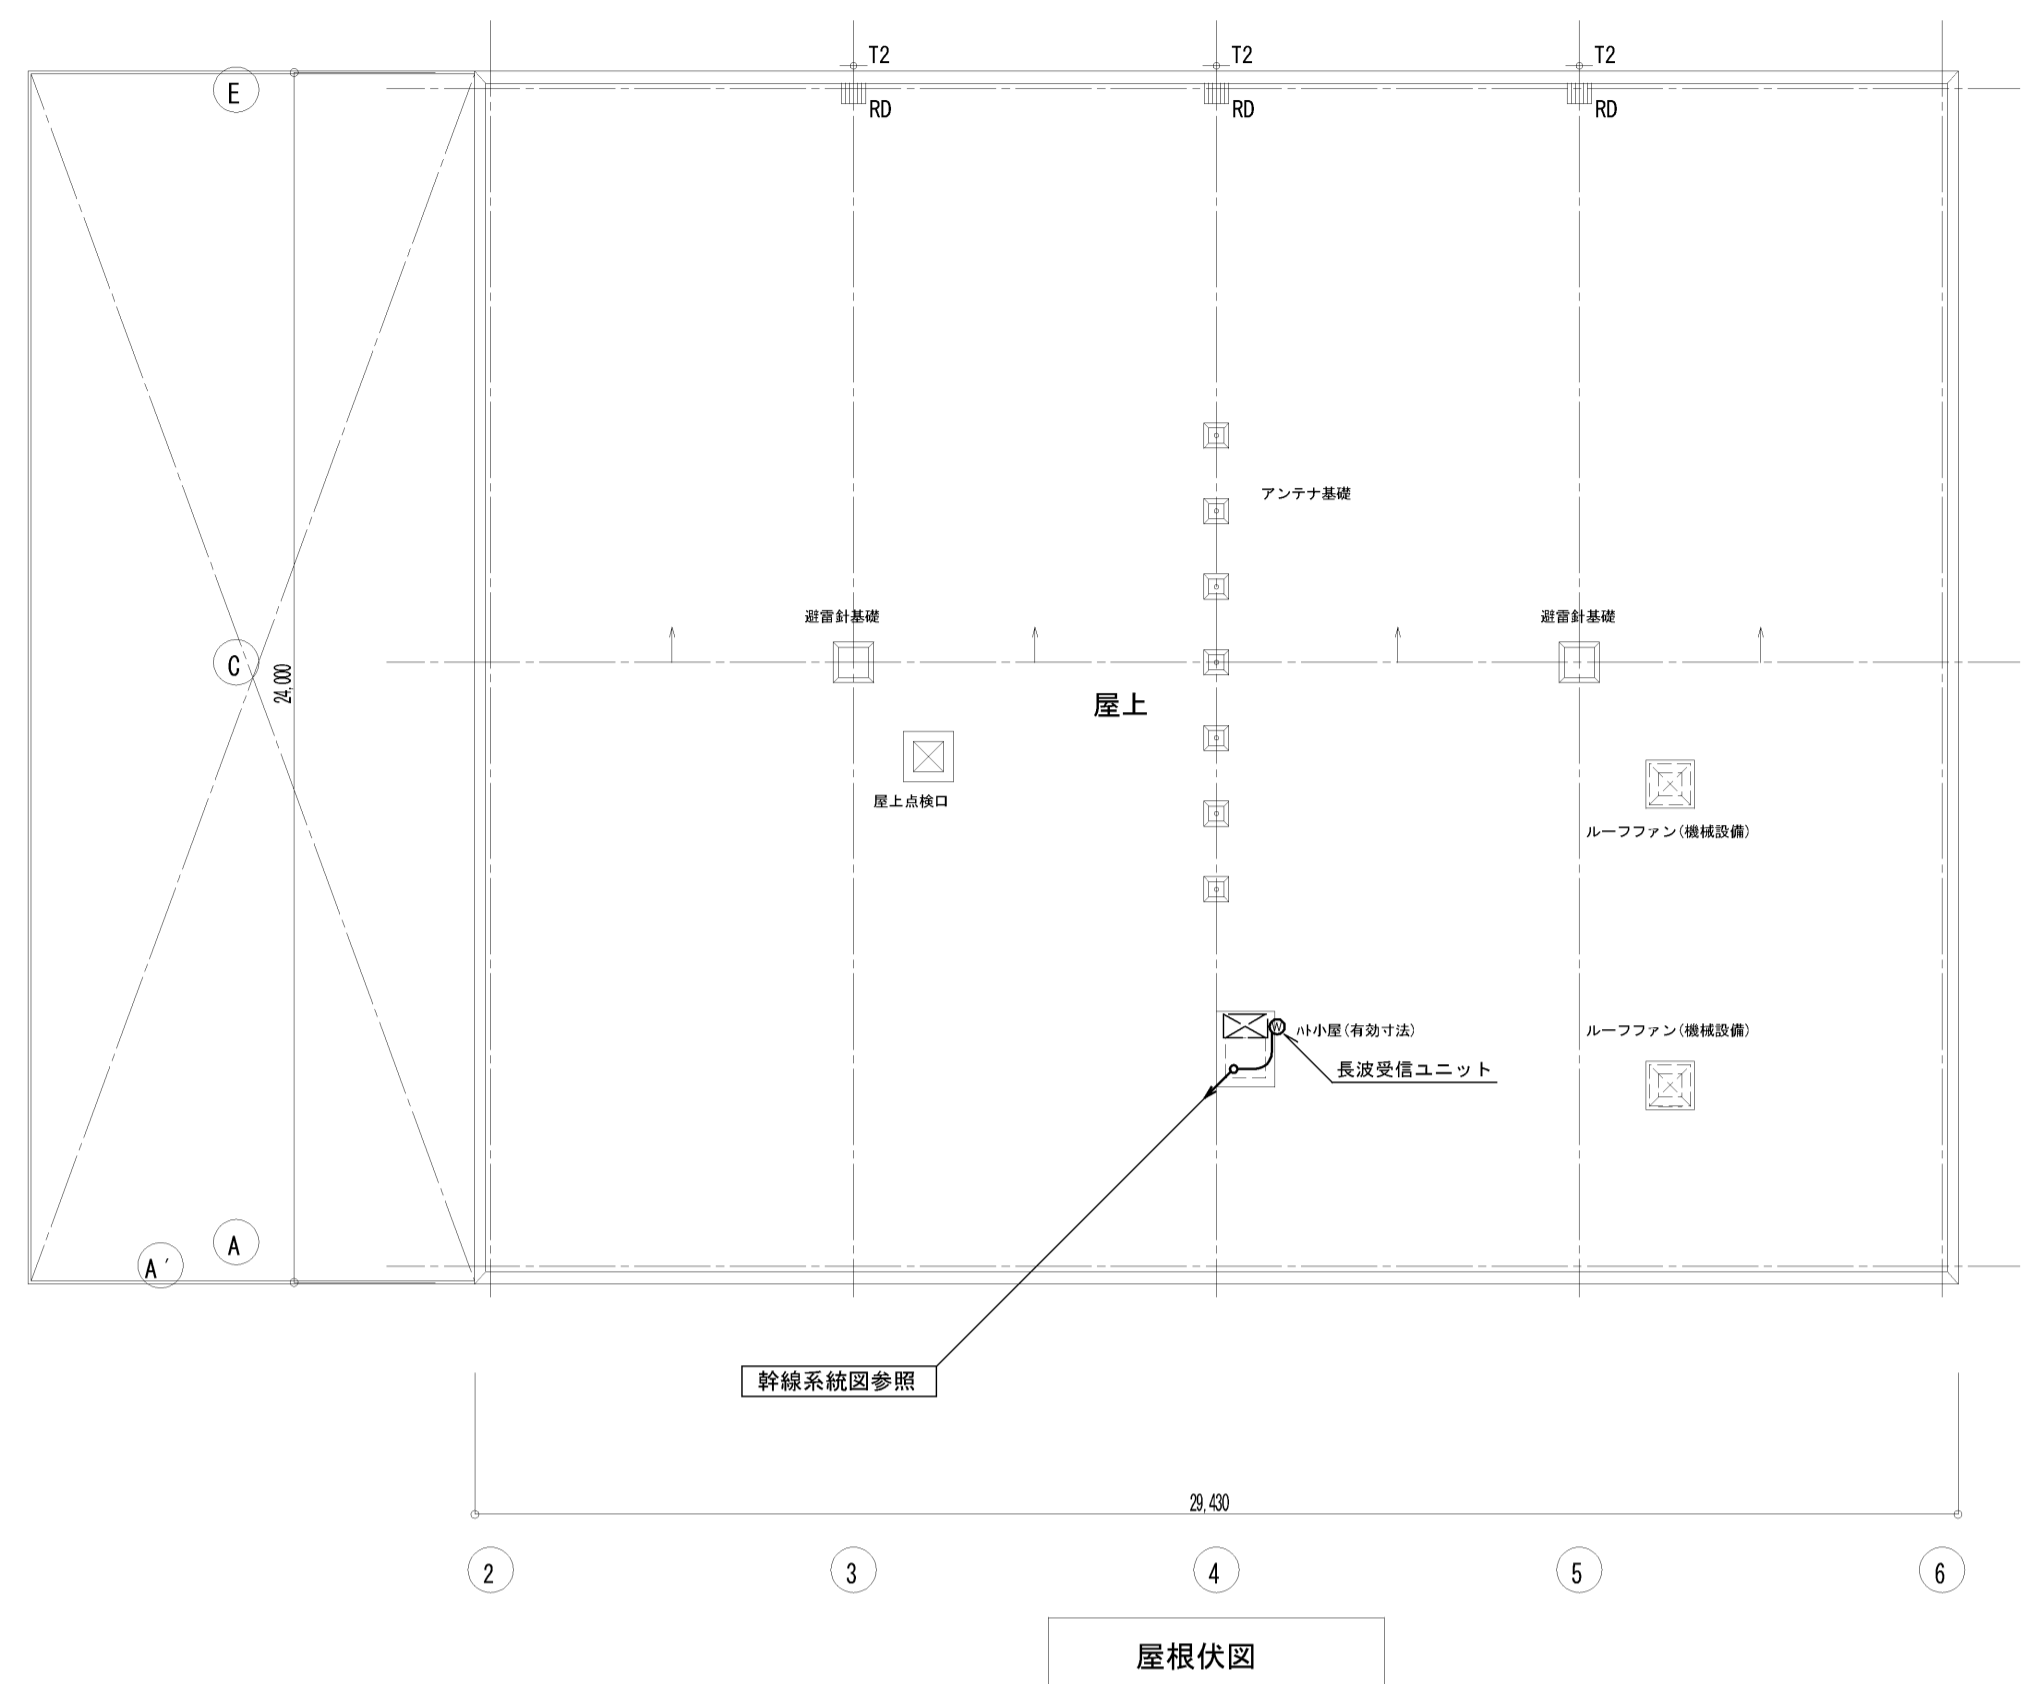 T2
T2
T2
E
RD
RD
RD
アンテナ基礎
避雷針基礎
避雷針基礎
C
24,000
屋上
屋上点検口
ルーフファン(機械設備)
ﾊﾄ小屋(有効寸法)
W
ルーフファン(機械設備)
長波受信ユニット
A
A'
幹線系統図参照
29,430
2
3
4
5
6
屋根伏図